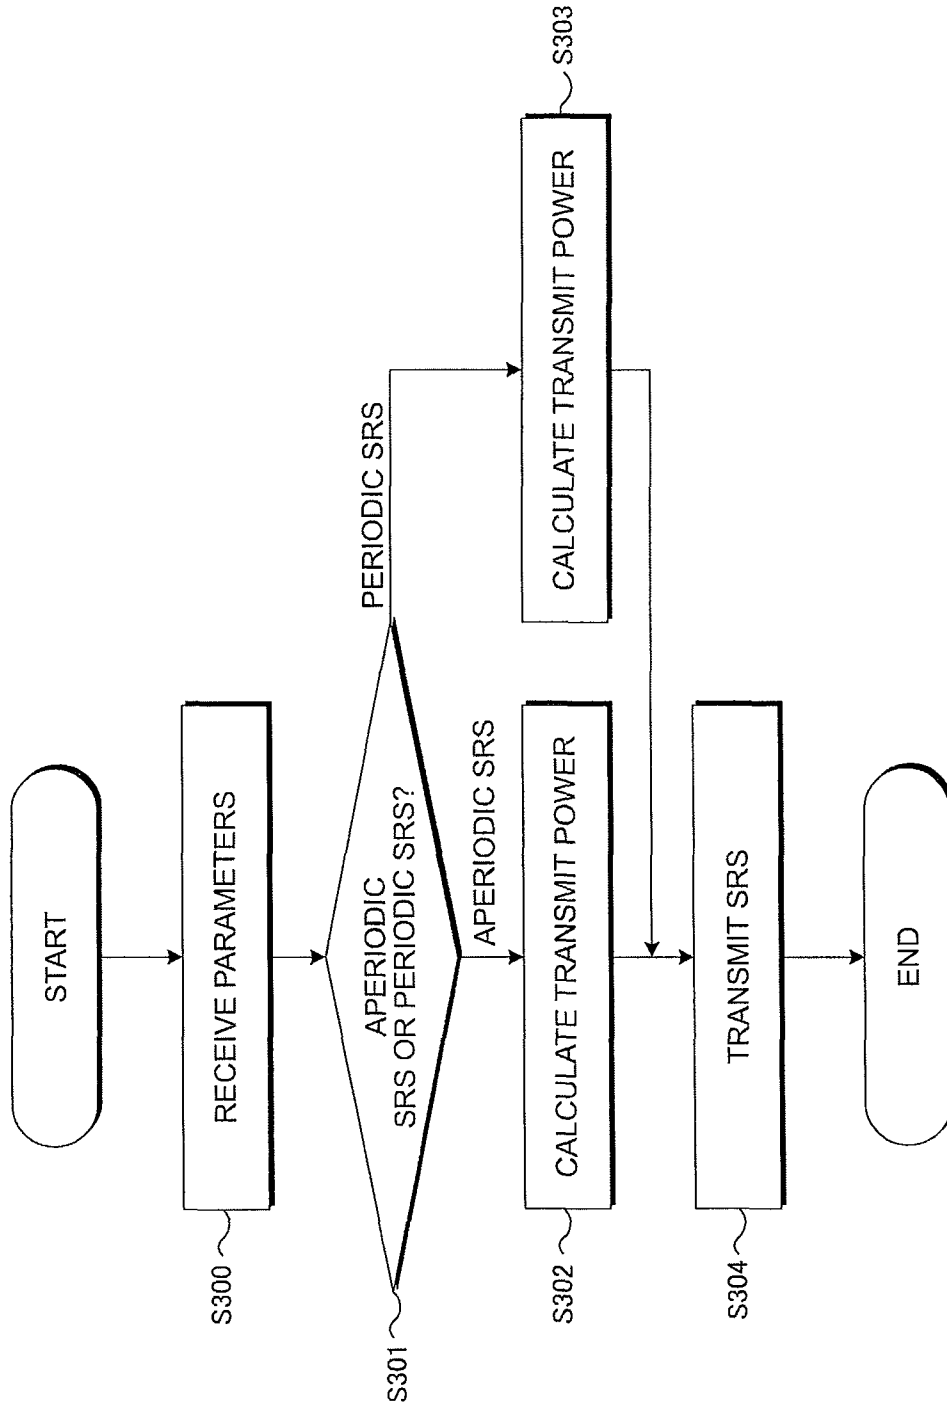 START
RECEIVE PARAMETERS
S300
APERIODIC
SRS OR PERIODIC SRS?
S301
PERIODIC SRS
APERIODIC SRS
CALCULATE TRANSMIT POWER
S302
CALCULATE TRANSMIT POWER
S303
TRANSMIT SRS
S304
END